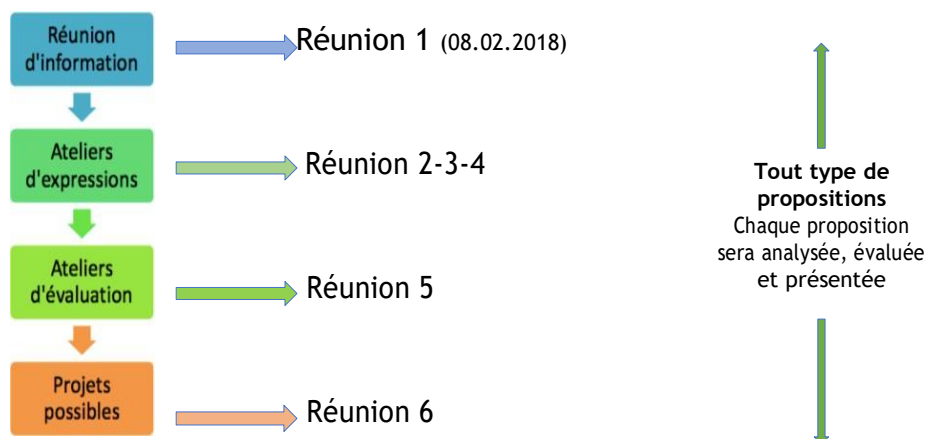 Réunion
d'information
Réunion 1 (08.02.2018)
Ateliers
d'expressions
Réunion 2-3-4
Ateliers
d'évaluation
Réunion 5
Projets
possibles
Réunion 6
Tout type de
propositions
Chaque proposition
sera analysée, évaluée
et présentée